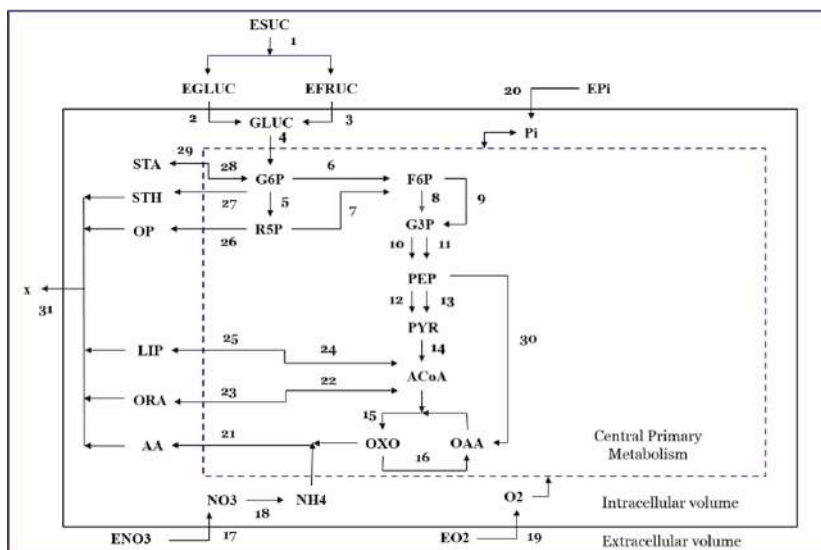 ESUC
1
EGLUC EFRUC
20 EPi
2 GLUC 3
4
Pi
29
STA 28 6
G6P F6P
STH 27 5 7 8 9
OP 26 R5P G3P
10 11
PEP
x
31
12 13
PYR
25 24 14 30
LIP
22 ACoA
ORA 23
15
21 OXO OAA
AA 16
Central Primary
Metabolism
NO3 NH4 O2
18
Intracellular volume
ENO3 17 EO2 19 Extracellular volume